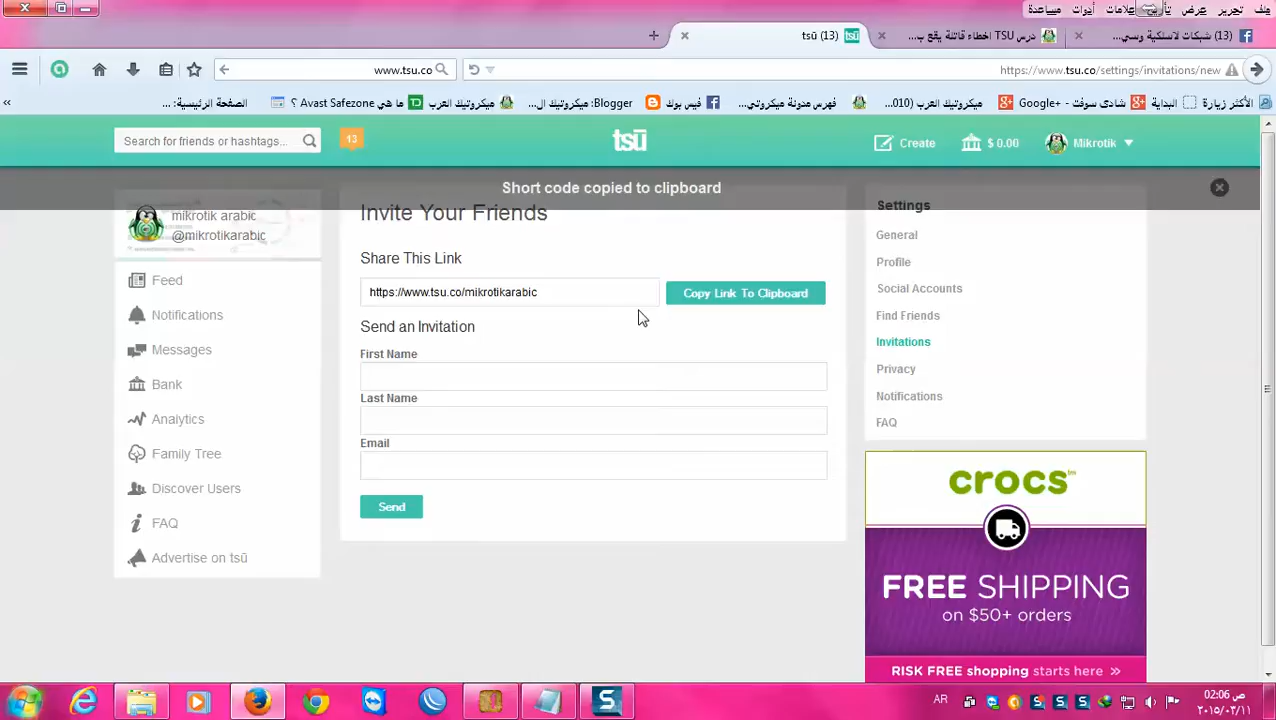 ملف تحرير عرض تأريخ علامات أدوات مساعدة
tsū (13)
درس TSU اخطاء قاتلة يقع ب...
(13) شبكات لاسلكية وسي...
www.tsu.co
https://www.tsu.co/settings/invitations/new
الأكثر زيارة
البداية
شادى سوفت - Google+
ميكروتيك العرب (010...
فهرس مدونة ميكروتي...
فيس بوك
Blogger: ميكروتيك ال...
ميكروتيك العرب
ما هي Avast Safezone ؟
الصفحة الرئيسية: ...
Search for friends or hashtags...
13
tsū
Create
$ 0.00
Mikrotik
Short code copied to clipboard
mikrotik arabic
@mikrotikarabic
Feed
Notifications
Messages
Bank
Analytics
Family Tree
Discover Users
FAQ
Advertise on tsū
Invite Your Friends
Share This Link
https://www.tsu.co/mikrotikarabic
Copy Link To Clipboard
Send an Invitation
First Name
Last Name
Email
Send
Settings
General
Profile
Social Accounts
Find Friends
Invitations
Privacy
Notifications
FAQ
crocs™
FREE SHIPPING
on $50+ orders
RISK FREE shopping starts here »
AR
02:06 ص
٢٠١٥/٠٣/١١